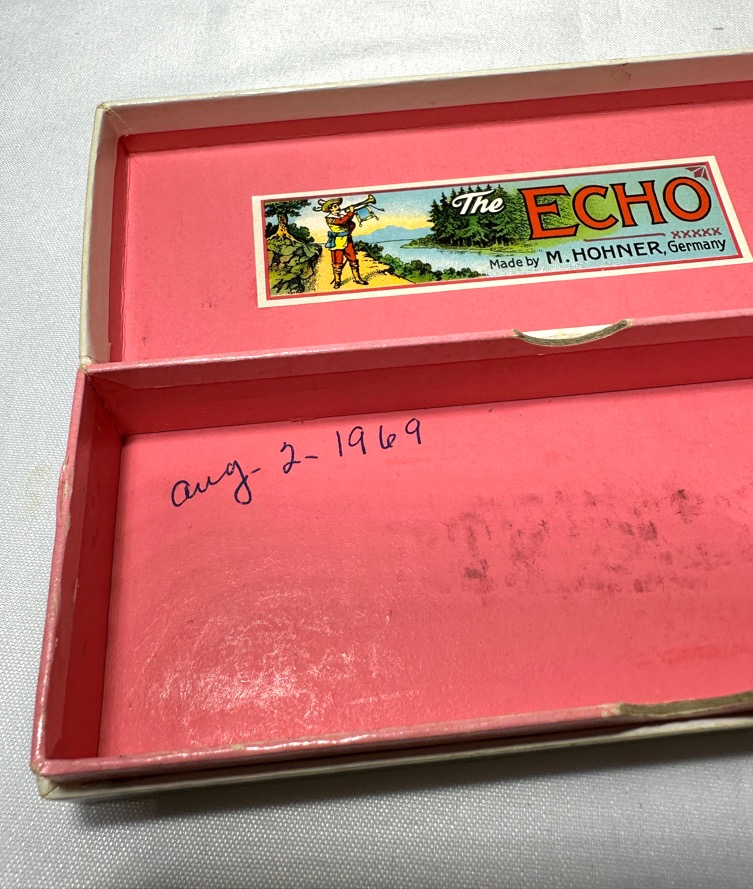 The ECHO
xxxxx
Made by M. HOHNER, Germany
aug- 2- 1969